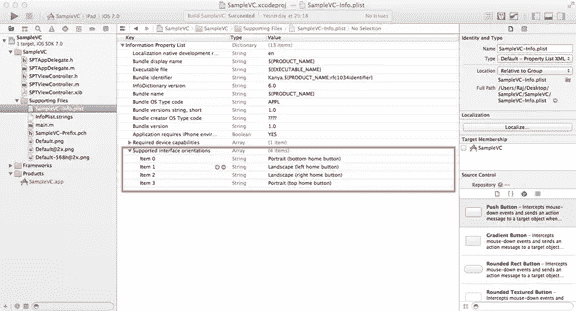 SampleVC.xcodeproj — SampleVC-Info.plist
SampleVC
iPad
iOS 7.0
Build SampleVC: Succeeded
Yesterday at 25:18
No Issues
SampleVC
SampleVC
Supporting Files
SampleVC-Info.plist
No Selection
SampleVC
1 target, iOS SDK 7.0
SampleVC
SPTAppDelegate.h
SPTAppDelegate.m
SPTViewController.h
SPTViewController.m
SPTViewController.xib
Supporting Files
SampleVC-Info.plist
InfoPlist.strings
main.m
SampleVC-Prefix.pch
Default.png
Default@2x.png
Default-568h@2x.png
Frameworks
Products
SampleVC.app
Key Type Value
Information Property List Dictionary (13 items)
Localization native development r... String en
Bundle display name String ${PRODUCT_NAME}
Executable file String ${EXECUTABLE_NAME}
Bundle identifier String Kanya.${PRODUCT_NAME:rfc1034identifier}
InfoDictionary version String 6.0
Bundle name String ${PRODUCT_NAME}
Bundle OS Type code String APPL
Bundle versions string, short String 1.0
Bundle creator OS Type code String ????
Bundle version String 1.0
Application requires iPhone envir... Boolean YES
Required device capabilities Array (1 item)
Supported interface orientations Array (4 items)
Item 0 String Portrait (bottom home button)
Item 1 String Landscape (left home button)
Item 2 String Landscape (right home button)
Item 3 String Portrait (top home button)
Identity and Type
Name SampleVC-Info.plist
Type Default - Property List XML
Location Relative to Group
SampleVC-Info.plist
Full Path /Users/Raj/Desktop/
SampleVC/SampleVC/
SampleVC-Info.plist
Localization
Localize...
Target Membership
SampleVC
Source Control
Repository --
Push Button - Intercepts mouse-
down events and sends an action
message to a target object when...
Gradient Button - Intercepts
mouse-down events and sends an
action message to a target object...
Rounded Rect Button - Intercepts
mouse-down events and sends an
action message to a target object...
Rounded Textured Button -
Intercepts mouse-down events and